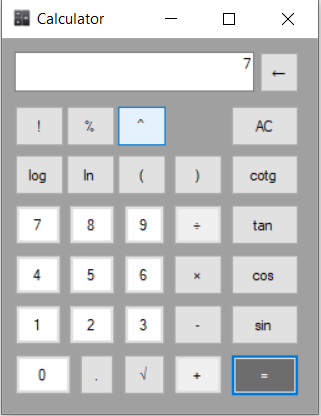 Calculator
7
←
! % ^ AC
log ln ( ) cotg
7 8 9 ÷ tan
4 5 6 × cos
1 2 3 - sin
0 . √ + =